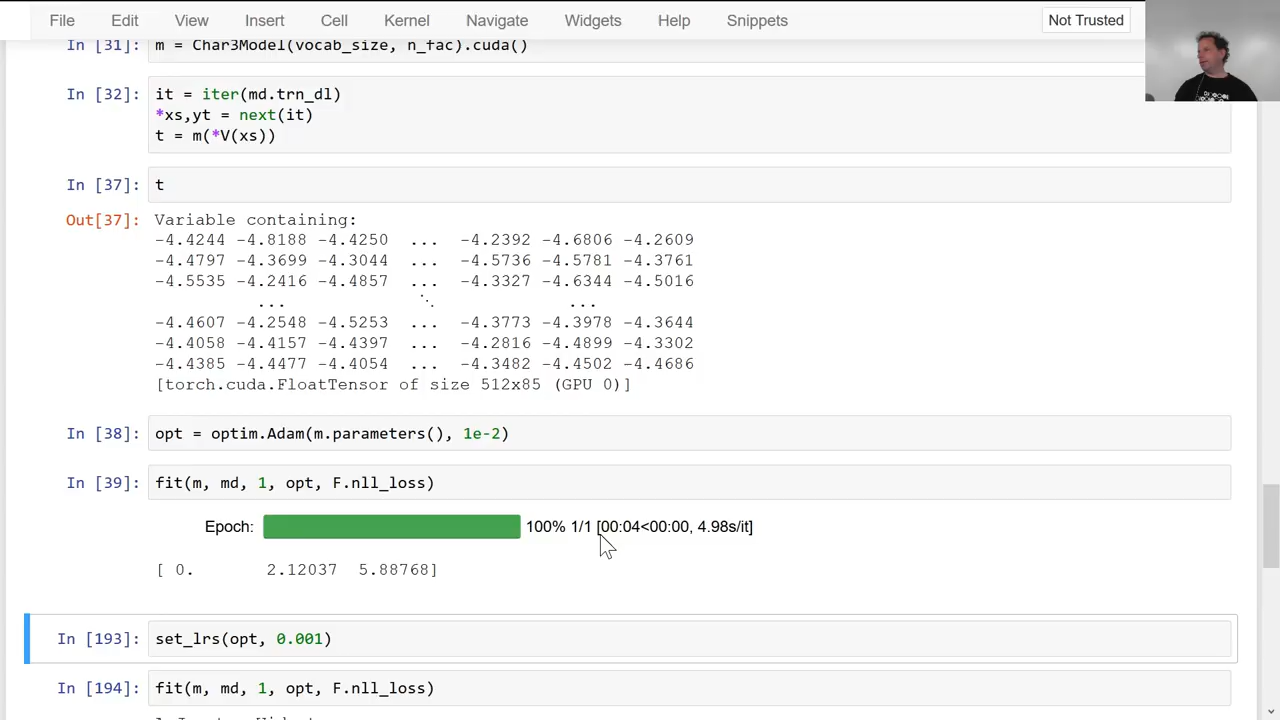 File Edit View Insert Cell Kernel Navigate Widgets Help Snippets Not Trusted
In [31]: m = Char3Model(vocab_size, n_fac).cuda()
In [32]: it = iter(md.trn_dl)
*xs,yt = next(it)
t = m(*V(xs))
In [37]: t
Out[37]: Variable containing:
-4.4244 -4.8188 -4.4250 ... -4.2392 -4.6806 -4.2609
-4.4797 -4.3699 -4.3044 ... -4.5736 -4.5781 -4.3761
-4.5535 -4.2416 -4.4857 ... -4.3327 -4.6344 -4.5016
... ⋱ ...
-4.4607 -4.2548 -4.5253 ... -4.3773 -4.3978 -4.3644
-4.4058 -4.4157 -4.4397 ... -4.2816 -4.4899 -4.3302
-4.4385 -4.4477 -4.4054 ... -4.3482 -4.4502 -4.4686
[torch.cuda.FloatTensor of size 512x85 (GPU 0)]
In [38]: opt = optim.Adam(m.parameters(), 1e-2)
In [39]: fit(m, md, 1, opt, F.nll_loss)
Epoch: 100% 1/1 [00:04<00:00, 4.98s/it]
[ 0. 2.12037 5.88768]
In [193]: set_lrs(opt, 0.001)
In [194]: fit(m, md, 1, opt, F.nll_loss)